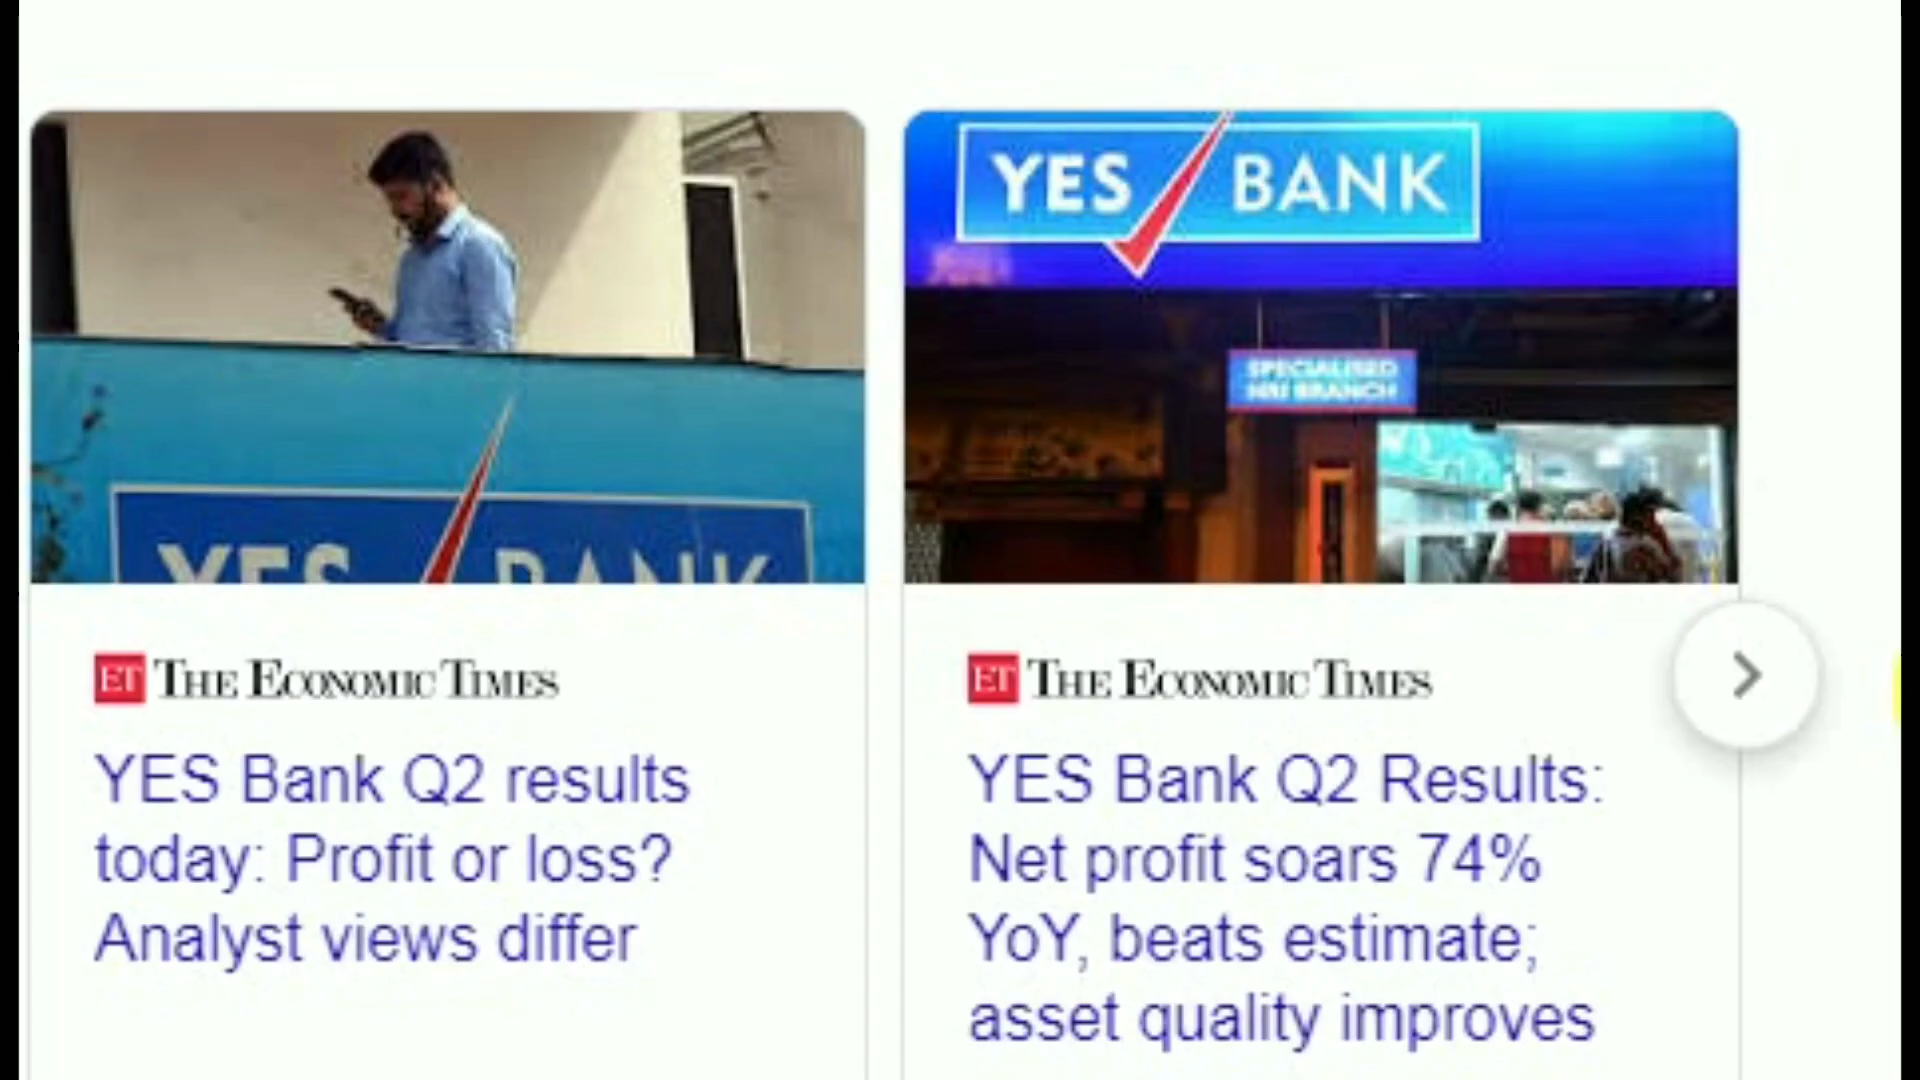 YES BANK
YES BANK
SPECIALISED
NRI BRANCH
ET THE ECONOMIC TIMES
YES Bank Q2 results
today: Profit or loss?
Analyst views differ
ET THE ECONOMIC TIMES
YES Bank Q2 Results:
Net profit soars 74%
YoY, beats estimate;
asset quality improves